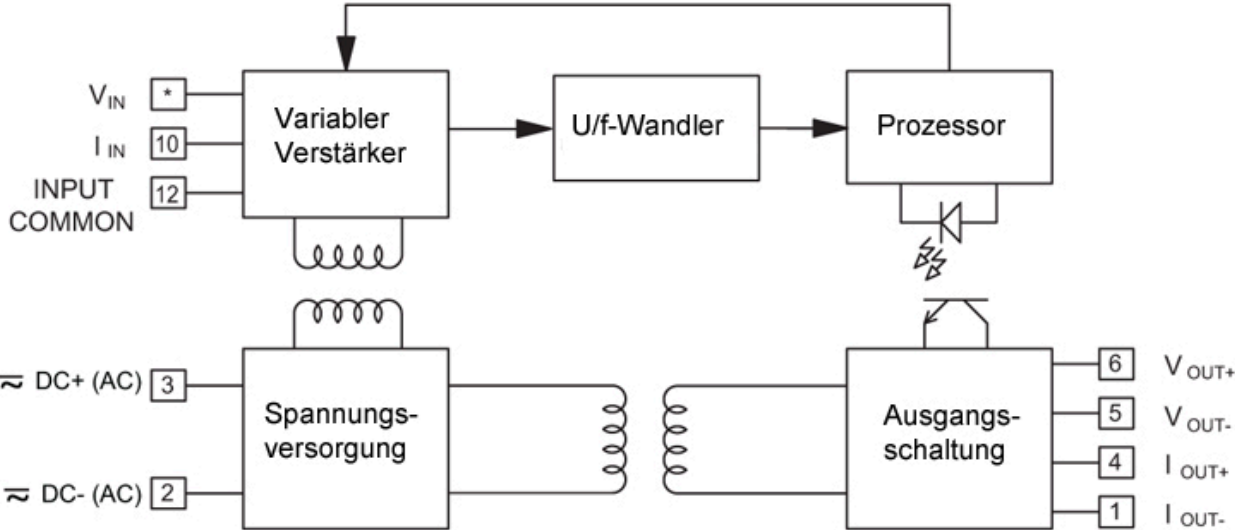 V IN *
I IN 10
INPUT 12
COMMON
Variabler
Verstärker
U/f-Wandler
Prozessor
≂ DC+ (AC) 3
≂ DC- (AC) 2
Spannungs-
versorgung
Ausgangs-
schaltung
6 V OUT+
5 V OUT-
4 I OUT+
1 I OUT-